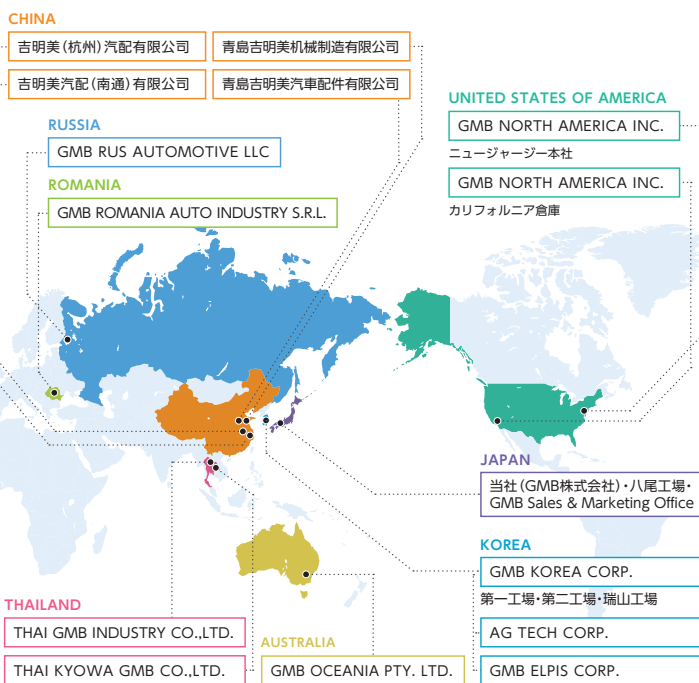 CHINA
吉明美(杭州)汽配有限公司
青島吉明美机械制造有限公司
吉明美汽配(南通)有限公司
青島吉明美汽車配件有限公司
RUSSIA
GMB RUS AUTOMOTIVE LLC
ROMANIA
GMB ROMANIA AUTO INDUSTRY S.R.L.
UNITED STATES OF AMERICA
GMB NORTH AMERICA INC.
ニュージャージー本社
GMB NORTH AMERICA INC.
カリフォルニア倉庫
JAPAN
当社(GMB株式会社)・八尾工場・
GMB Sales & Marketing Office
KOREA
GMB KOREA CORP.
第一工場・第二工場・瑞山工場
AG TECH CORP.
GMB ELPIS CORP.
THAILAND
THAI GMB INDUSTRY CO.,LTD.
THAI KYOWA GMB CO.,LTD.
AUSTRALIA
GMB OCEANIA PTY. LTD.